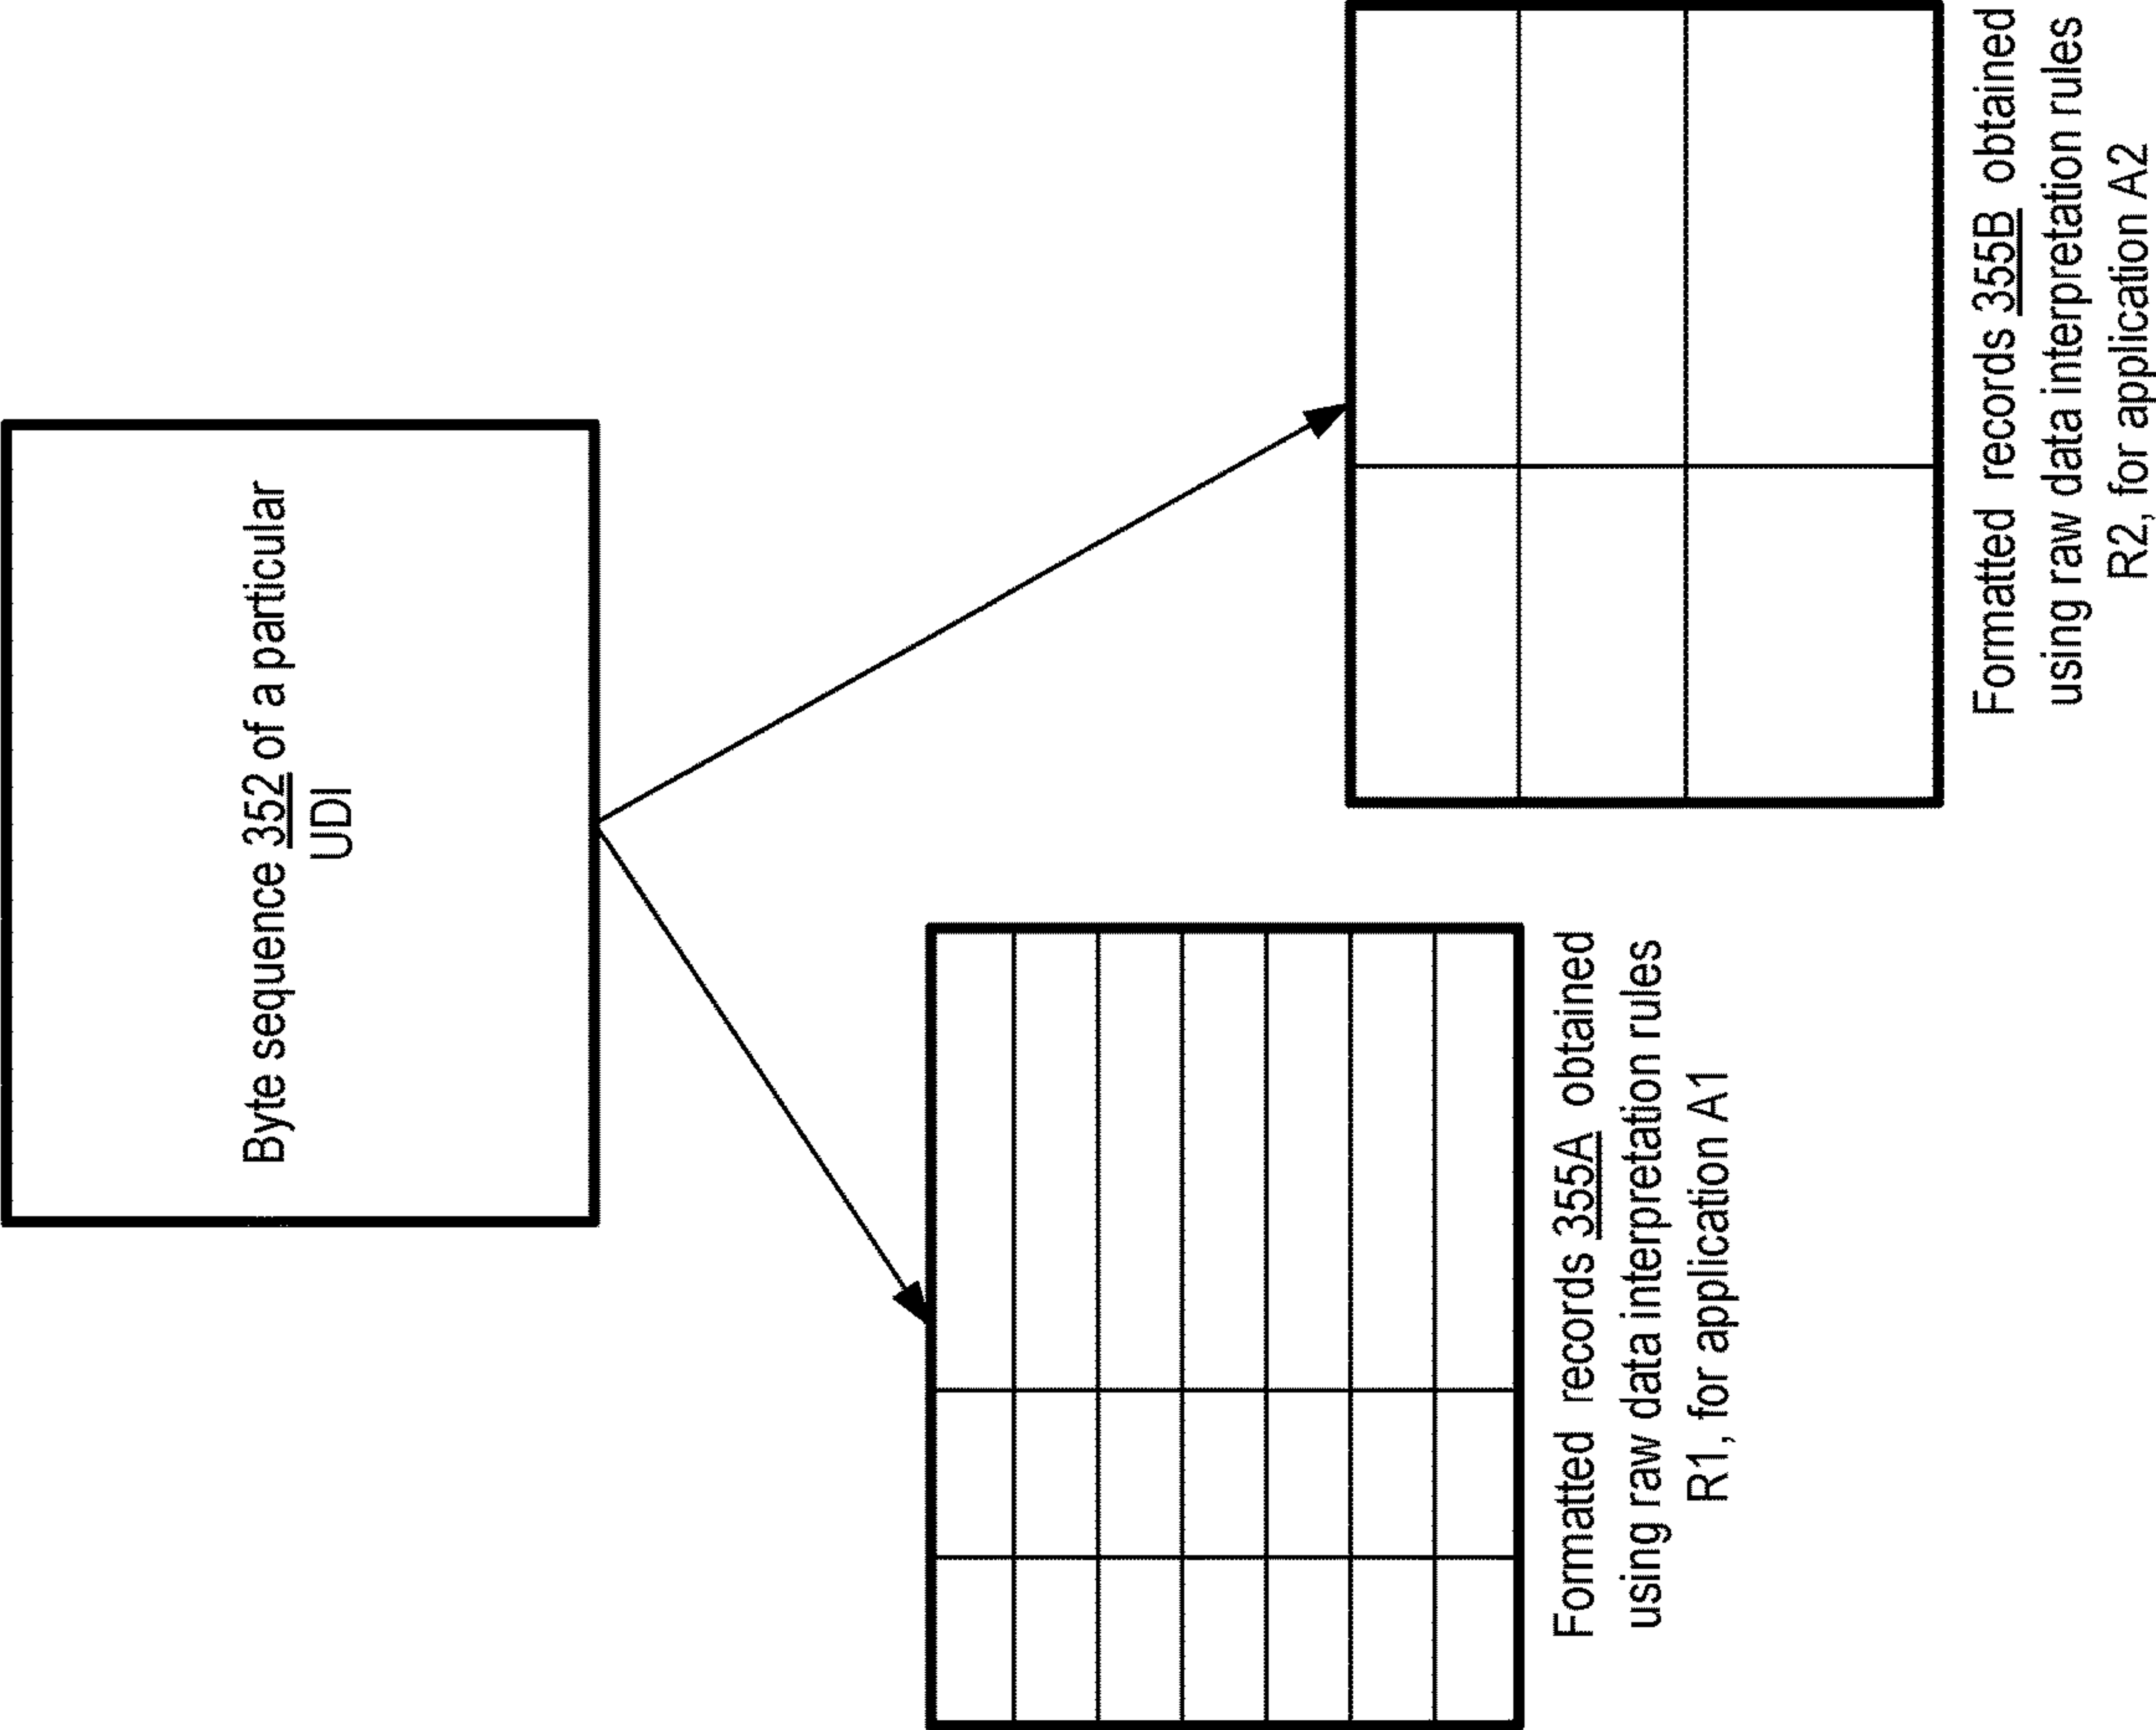 Byte sequence 352 of a particular
UDI
Formatted records 355A obtained
using raw data interpretation rules
R1, for application A1
Formatted records 355B obtained
using raw data interpretation rules
R2, for application A2